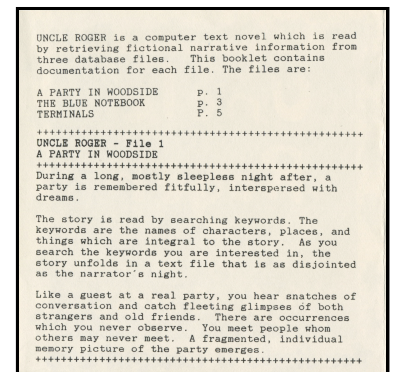 UNCLE ROGER is a computer text novel which is read
by retrieving fictional narrative information from
three database files. This booklet contains
documentation for each file. The files are:
A PARTY IN WOODSIDE p. 1
THE BLUE NOTEBOOK p. 3
TERMINALS P. 5
++++++++++++++++++++++++++++++++++++++++++++++++++
UNCLE ROGER - File 1
A PARTY IN WOODSIDE
++++++++++++++++++++++++++++++++++++++++++++++++++
During a long, mostly sleepless night after, a
party is remembered fitfully, interspersed with
dreams.
The story is read by searching keywords. The
keywords are the names of characters, places, and
things which are integral to the story. As you
search the keywords you are interested in, the
story unfolds in a text file that is as disjointed
as the narrator's night.
Like a guest at a real party, you hear snatches of
conversation and catch fleeting glimpses of both
strangers and old friends. There are occurrences
which you never observe. You meet people whom
others may never meet. A fragmented, individual
memory picture of the party emerges.
++++++++++++++++++++++++++++++++++++++++++++++++++